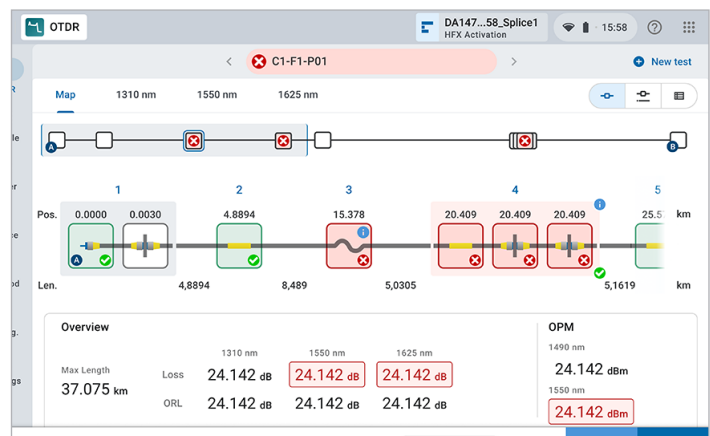 OTDR
DA147...58_Splice1
HFX Activation
15:58
C1-F1-P01
New test
Map
1310 nm
1550 nm
1625 nm
A
B
1
2
3
4
5
Pos.
0.0000
0.0030
4.8894
15.378
20.409
20.409
20.409
25.5
km
A
Len.
4,8894
8,489
5,0305
5,1619
km
Overview
1310 nm
1550 nm
1625 nm
Max Length
37.075 km
Loss
24.142 dB
24.142 dB
24.142 dB
ORL
24.142 dB
24.142 dB
24.142 dB
OPM
1490 nm
24.142 dBm
1550 nm
24.142 dBm